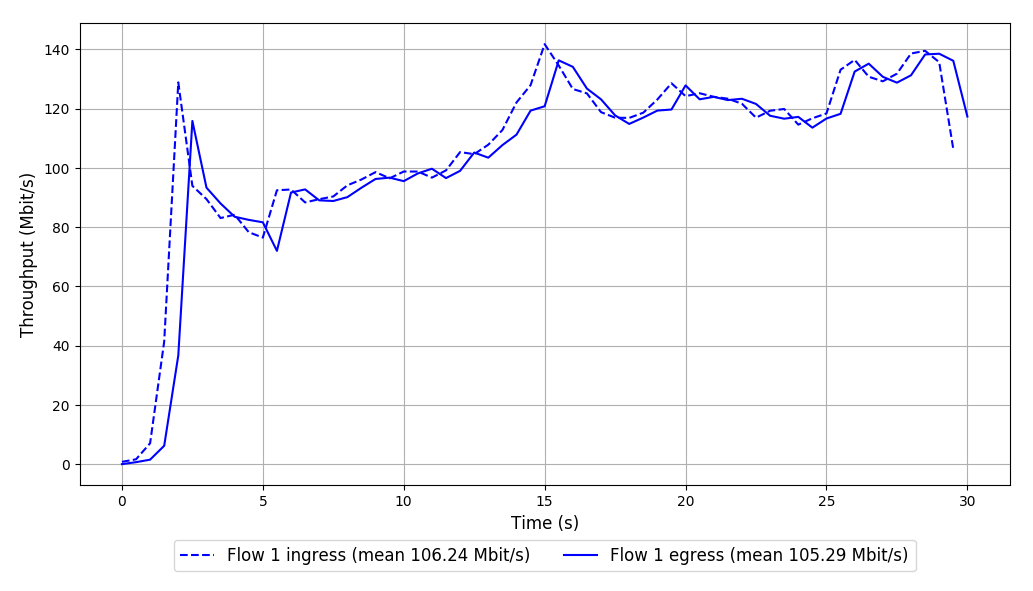 140
120
100
80
60
40
20
0
Throughput (Mbit/s)
0 5 10 15 20 25 30
Time (s)
Flow 1 ingress (mean 106.24 Mbit/s) Flow 1 egress (mean 105.29 Mbit/s)